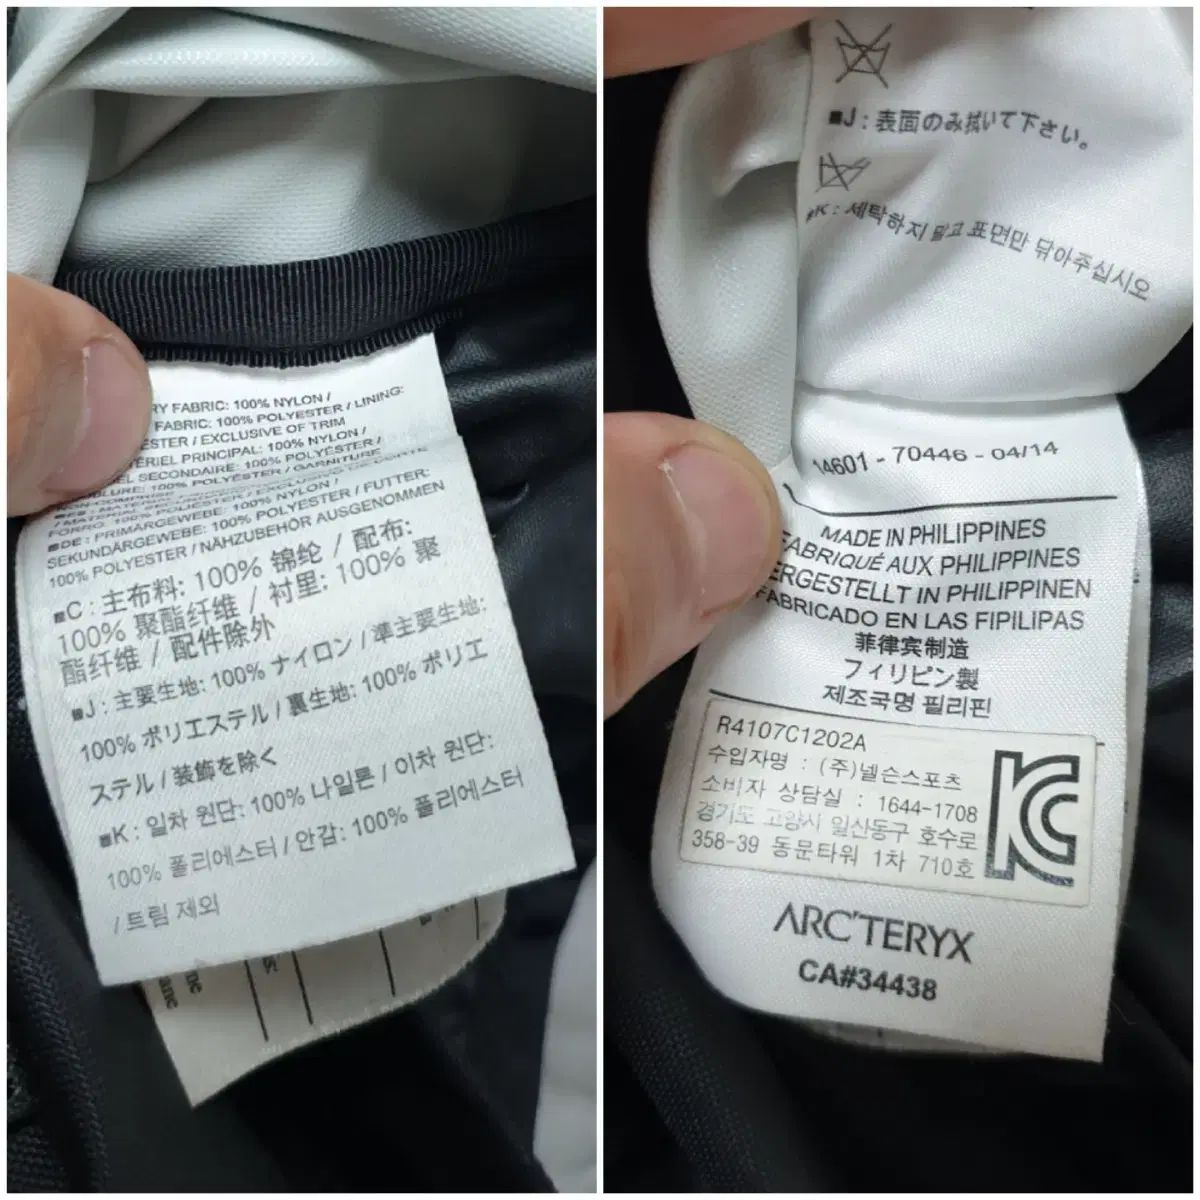 RY FABRIC: 100% NYLON /
FABRIC: 100% POLYESTER / LINING:
ESTER / EXCLUSIVE OF TRIM
TÉRIEL PRINCIPAL: 100% NYLON /
EL SECONDAIRE: 100% POLYESTER /
100% POLYESTER / GARNITURE
FORRO: 100% POLIÉSTER /
■DE: PRIMÄRGEWEBE: 100% NYLON /
SEKUNDÄRGEWEBE: 100% POLYESTER / FUTTER:
100% POLYESTER / NÄHZUBEHÖR AUSGENOMMEN
■C: 主布料: 100% 锦纶 / 配布:
100% 聚酯纤维 / 衬里: 100% 聚
酯纤维 / 配件除外
■J: 主要生地: 100% ナイロン / 準主要生地:
100% ポリエステル / 裏生地: 100% ポリエ
ステル / 装飾を除く
■K: 일차 원단: 100% 나일론 / 이차 원단:
100% 폴리에스터 / 안감: 100% 폴리에스터
/ 트림 제외
■J: 表面のみ拭いて下さい。
■K: 세탁하지 말고 표면만 닦아주십시오
14601 - 70446 - 04/14
MADE IN PHILIPPINES
FABRIQUÉ AUX PHILIPPINES
ERGESTELLT IN PHILIPPINEN
FABRICADO EN LAS FIPILIPAS
菲律宾制造
フィリピン製
제조국명 필리핀
R4107C1202A
수입자명 : (주)넬슨스포츠
소비자 상담실 : 1644-1708
경기도 고양시 일산동구 호수로
358-39 동문타워 1차 710호
ARC'TERYX
CA#34438